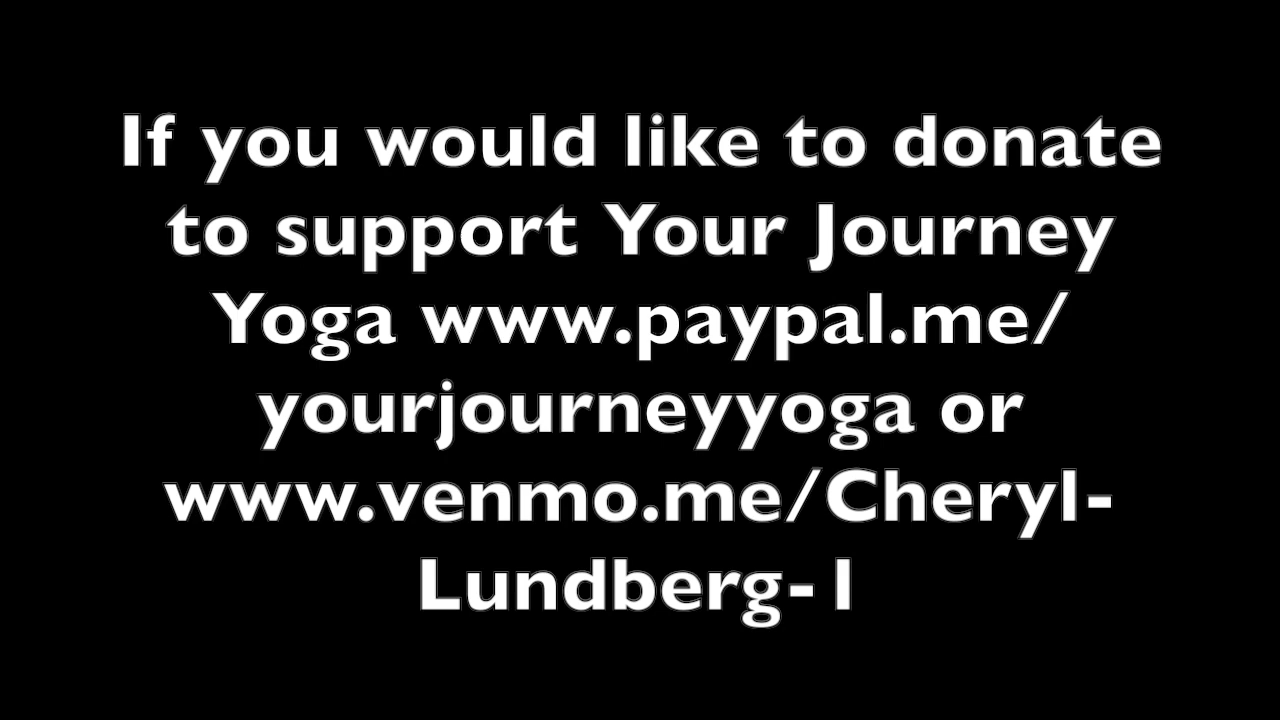 If you would like to donate
to support Your Journey
Yoga www.paypal.me/
yourjourneyyoga or
www.venmo.me/Cheryl-
Lundberg-1